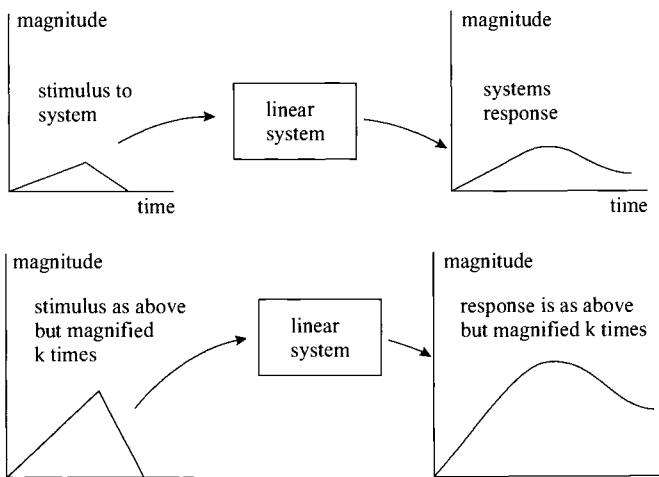 magnitude
stimulus to
system
linear
system
systems
response
time
magnitude
time
magnitude
stimulus as above
but magnified
k times
linear
system
magnitude
response is as above
but magnified k times